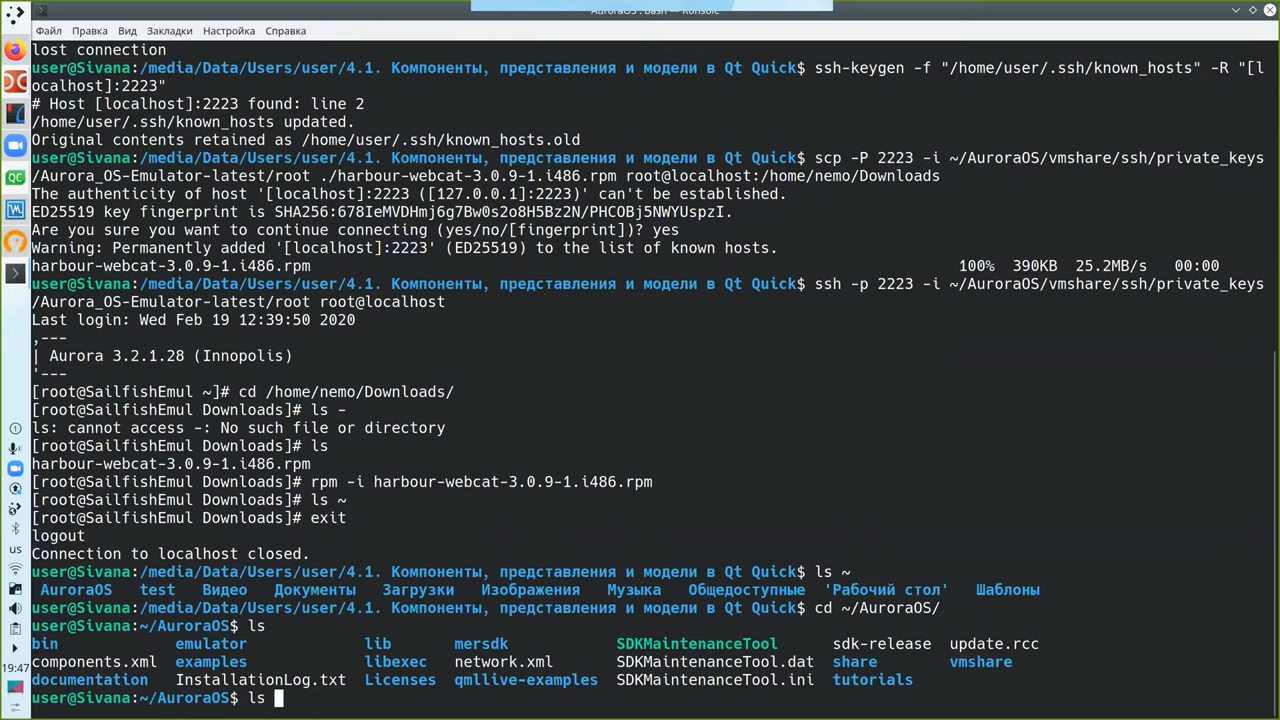 AuroraOS : bash — Konsole
Файл Правка Вид Закладки Настройка Справка
lost connection
user@Sivana:/media/Data/Users/user/4.1. Компоненты, представления и модели в Qt Quick$ ssh-keygen -f "/home/user/.ssh/known_hosts" -R "[l
ocalhost]:2223"
# Host [localhost]:2223 found: line 2
/home/user/.ssh/known_hosts updated.
Original contents retained as /home/user/.ssh/known_hosts.old
user@Sivana:/media/Data/Users/user/4.1. Компоненты, представления и модели в Qt Quick$ scp -P 2223 -i ~/AuroraOS/vmshare/ssh/private_keys
/Aurora_OS-Emulator-latest/root ./harbour-webcat-3.0.9-1.i486.rpm root@localhost:/home/nemo/Downloads
The authenticity of host '[localhost]:2223 ([127.0.0.1]:2223)' can't be established.
ED25519 key fingerprint is SHA256:678IeMVDHmj6g7Bw0s2o8H5Bz2N/PHCOBj5NWYUspzI.
Are you sure you want to continue connecting (yes/no/[fingerprint])? yes
Warning: Permanently added '[localhost]:2223' (ED25519) to the list of known hosts.
harbour-webcat-3.0.9-1.i486.rpm 100% 390KB 25.2MB/s 00:00
user@Sivana:/media/Data/Users/user/4.1. Компоненты, представления и модели в Qt Quick$ ssh -p 2223 -i ~/AuroraOS/vmshare/ssh/private_keys
/Aurora_OS-Emulator-latest/root root@localhost
Last login: Wed Feb 19 12:39:50 2020
,---
| Aurora 3.2.1.28 (Innopolis)
'---
[root@SailfishEmul ~]# cd /home/nemo/Downloads/
[root@SailfishEmul Downloads]# ls -
ls: cannot access -: No such file or directory
[root@SailfishEmul Downloads]# ls
harbour-webcat-3.0.9-1.i486.rpm
[root@SailfishEmul Downloads]# rpm -i harbour-webcat-3.0.9-1.i486.rpm
[root@SailfishEmul Downloads]# ls ~
[root@SailfishEmul Downloads]# exit
logout
Connection to localhost closed.
user@Sivana:/media/Data/Users/user/4.1. Компоненты, представления и модели в Qt Quick$ ls ~
AuroraOS test Видео Документы Загрузки Изображения Музыка Общедоступные 'Рабочий стол' Шаблоны
user@Sivana:/media/Data/Users/user/4.1. Компоненты, представления и модели в Qt Quick$ cd ~/AuroraOS/
user@Sivana:~/AuroraOS$ ls
bin emulator lib mersdk SDKMaintenanceTool sdk-release update.rcc
components.xml examples libexec network.xml SDKMaintenanceTool.dat share vmshare
documentation InstallationLog.txt Licenses qmllive-examples SDKMaintenanceTool.ini tutorials
user@Sivana:~/AuroraOS$ ls
QC
us
19:47